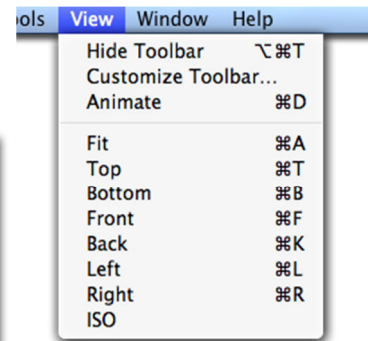 ools View Window Help
Hide Toolbar ⌥⌘T
Customize Toolbar...
Animate ⌘D
Fit ⌘A
Top ⌘T
Bottom ⌘B
Front ⌘F
Back ⌘K
Left ⌘L
Right ⌘R
ISO